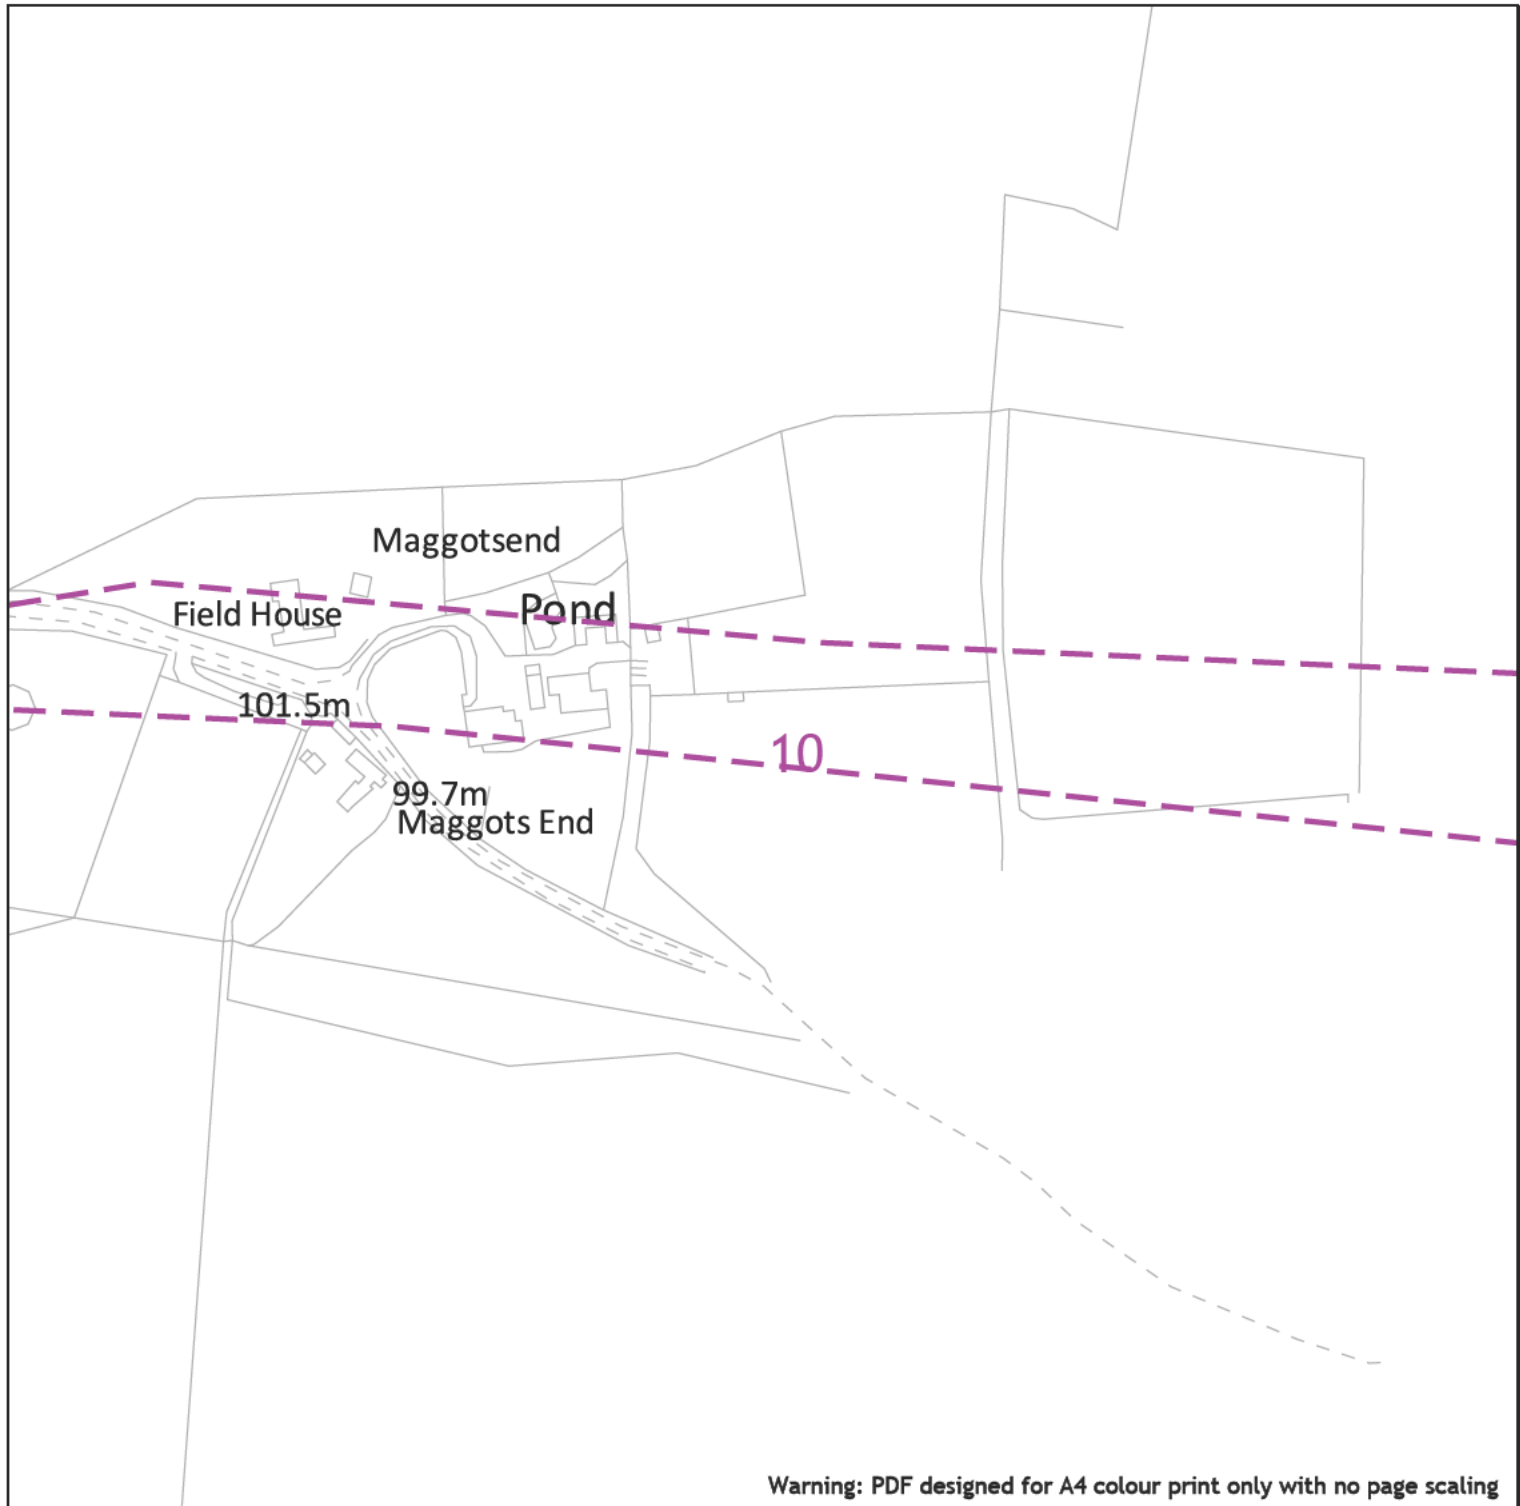 Maggotsend
Field House
Pond
101.5m
10
99.7m
Maggots End
Warning: PDF designed for A4 colour print only with no page scaling